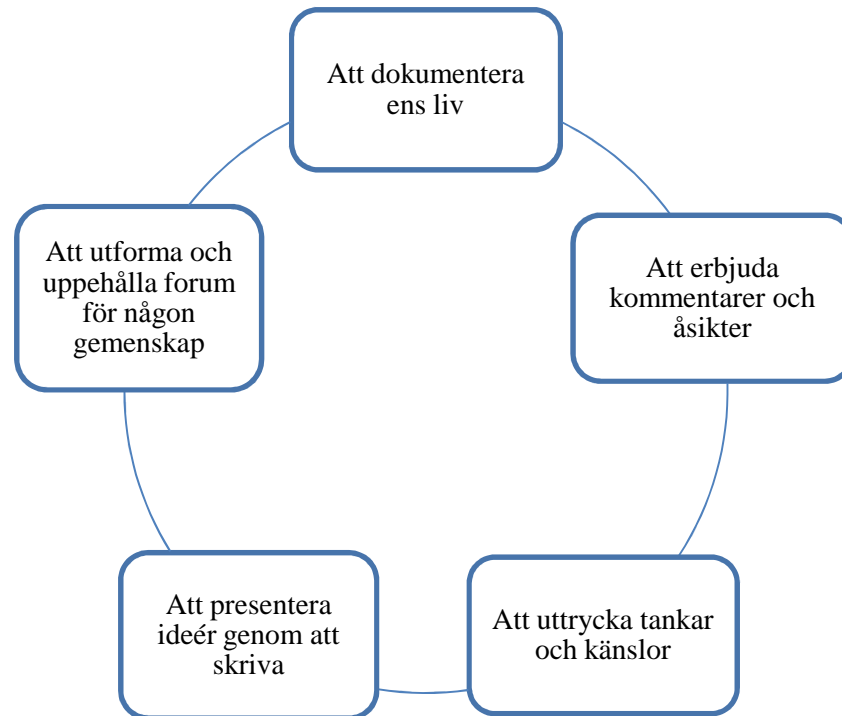 Att dokumentera
ens liv
Att erbjuda
kommentarer och
åsikter
Att uttrycka tankar
och känslor
Att presentera
ideér genom att
skriva
Att utforma och
uppehålla forum
för någon
gemenskap